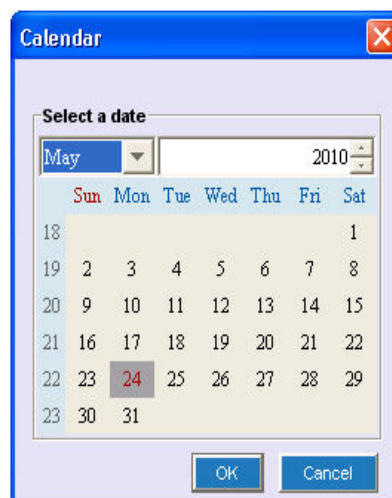 Calendar
Select a date
May 2010
Sun Mon Tue Wed Thu Fri Sat
18 1
19 2 3 4 5 6 7 8
20 9 10 11 12 13 14 15
21 16 17 18 19 20 21 22
22 23 24 25 26 27 28 29
23 30 31
OK Cancel